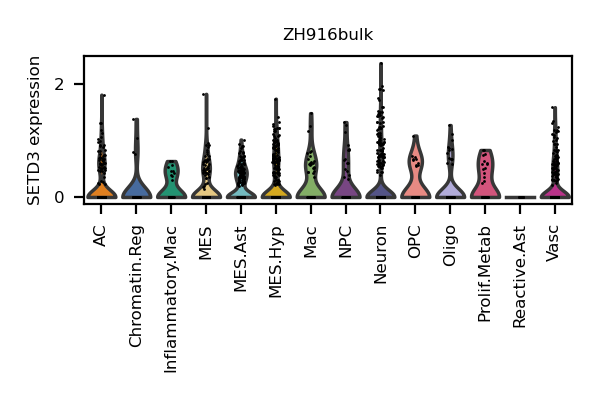 ZH916bulk
SETD3 expression
2
0
AC
Chromatin.Reg
Inflammatory.Mac
MES
MES.Ast
MES.Hyp
Mac
NPC
Neuron
OPC
Oligo
Prolif.Metab
Reactive.Ast
Vasc